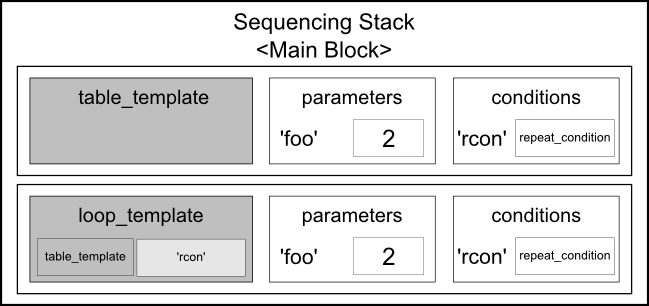 Sequencing Stack
<Main Block>
table_template
parameters
'foo' 2
conditions
'rcon' repeat_condition
loop_template
table_template 'rcon'
parameters
'foo' 2
conditions
'rcon' repeat_condition